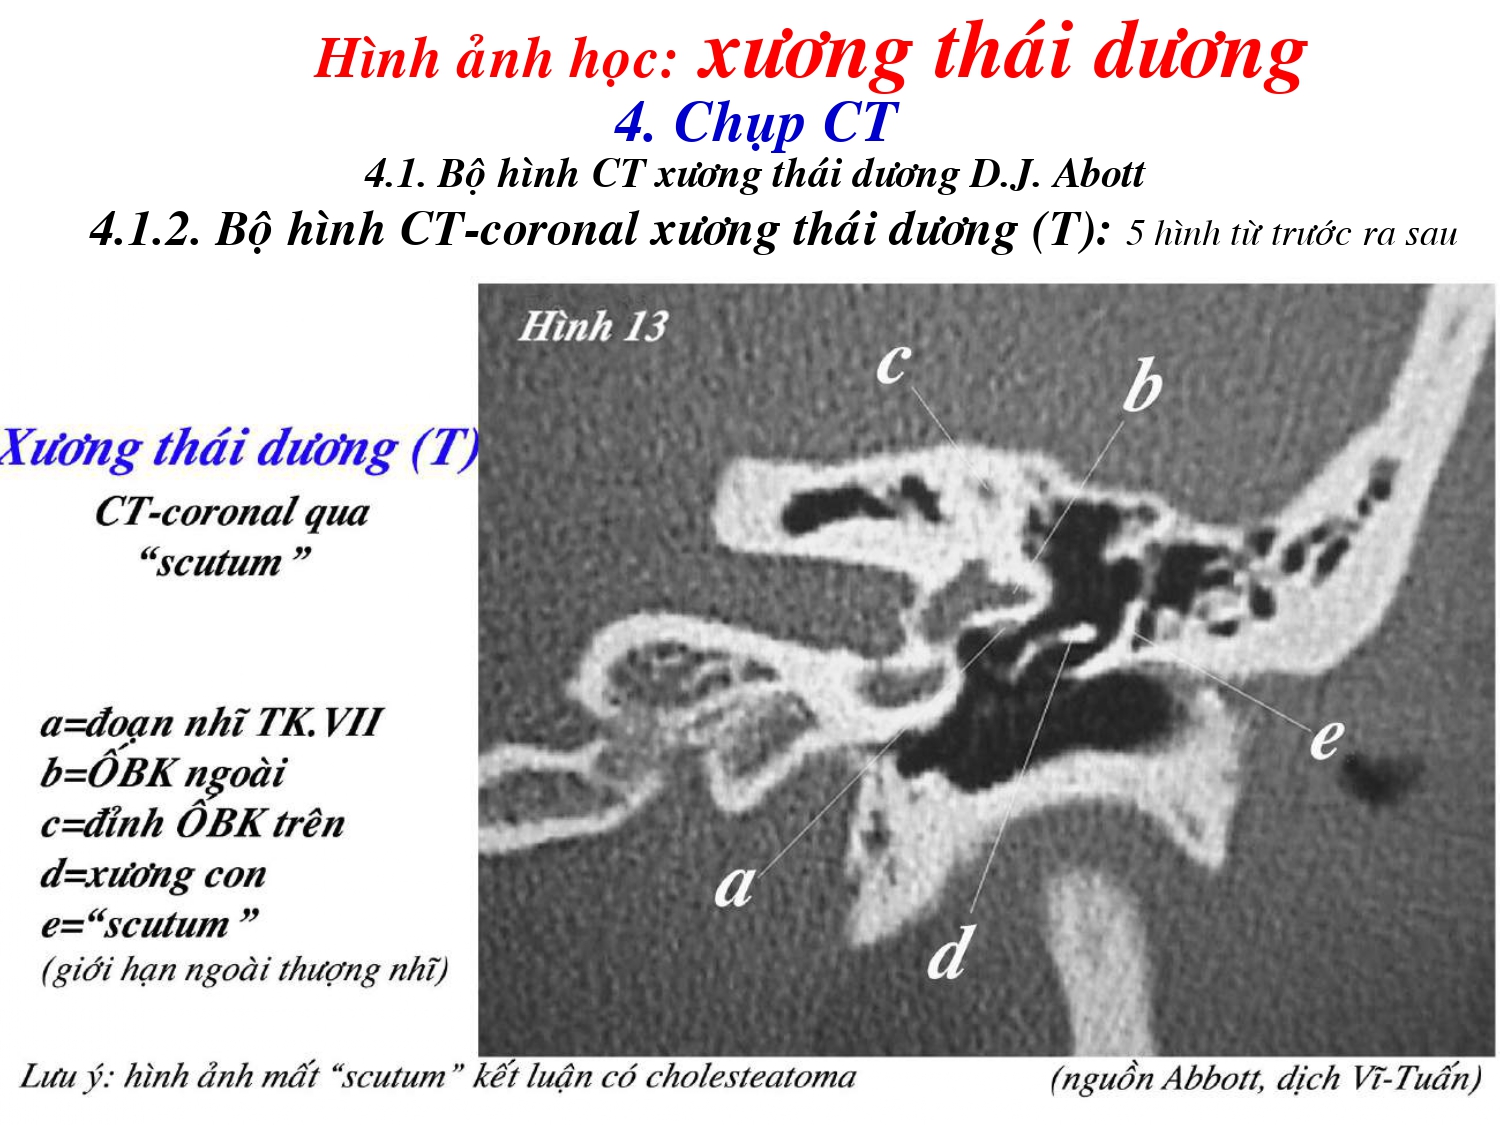 Hình ảnh học: xương thái dương
4. Chụp CT
4.1. Bộ hình CT xương thái dương D.J. Abott
4.1.2. Bộ hình CT-coronal xương thái dương (T): 5 hình từ trước ra sau
Hình 13
c
b
Xương thái dương (T)
CT-coronal qua
“scutum”
a=đoạn nhĩ TK.VII
b=ỐBK ngoài
c=đỉnh ỐBK trên
d=xương con
e=“scutum”
(giới hạn ngoài thượng nhĩ)
e
a
d
Lưu ý: hình ảnh mất “scutum” kết luận có cholesteatoma
(nguồn Abbott, dịch Vĩ-Tuấn)